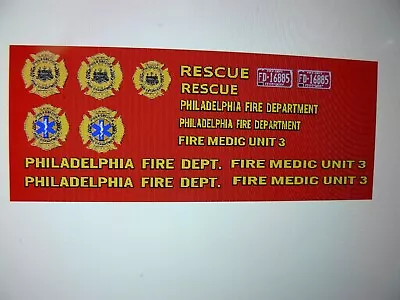 RESCUE
FD-16885
FD-16885
RESCUE
PHILADELPHIA FIRE DEPARTMENT
PHILADELPHIA FIRE DEPARTMENT
FIRE MEDIC UNIT 3
PHILADELPHIA FIRE DEPT. FIRE MEDIC UNIT 3
PHILADELPHIA FIRE DEPT. FIRE MEDIC UNIT 3